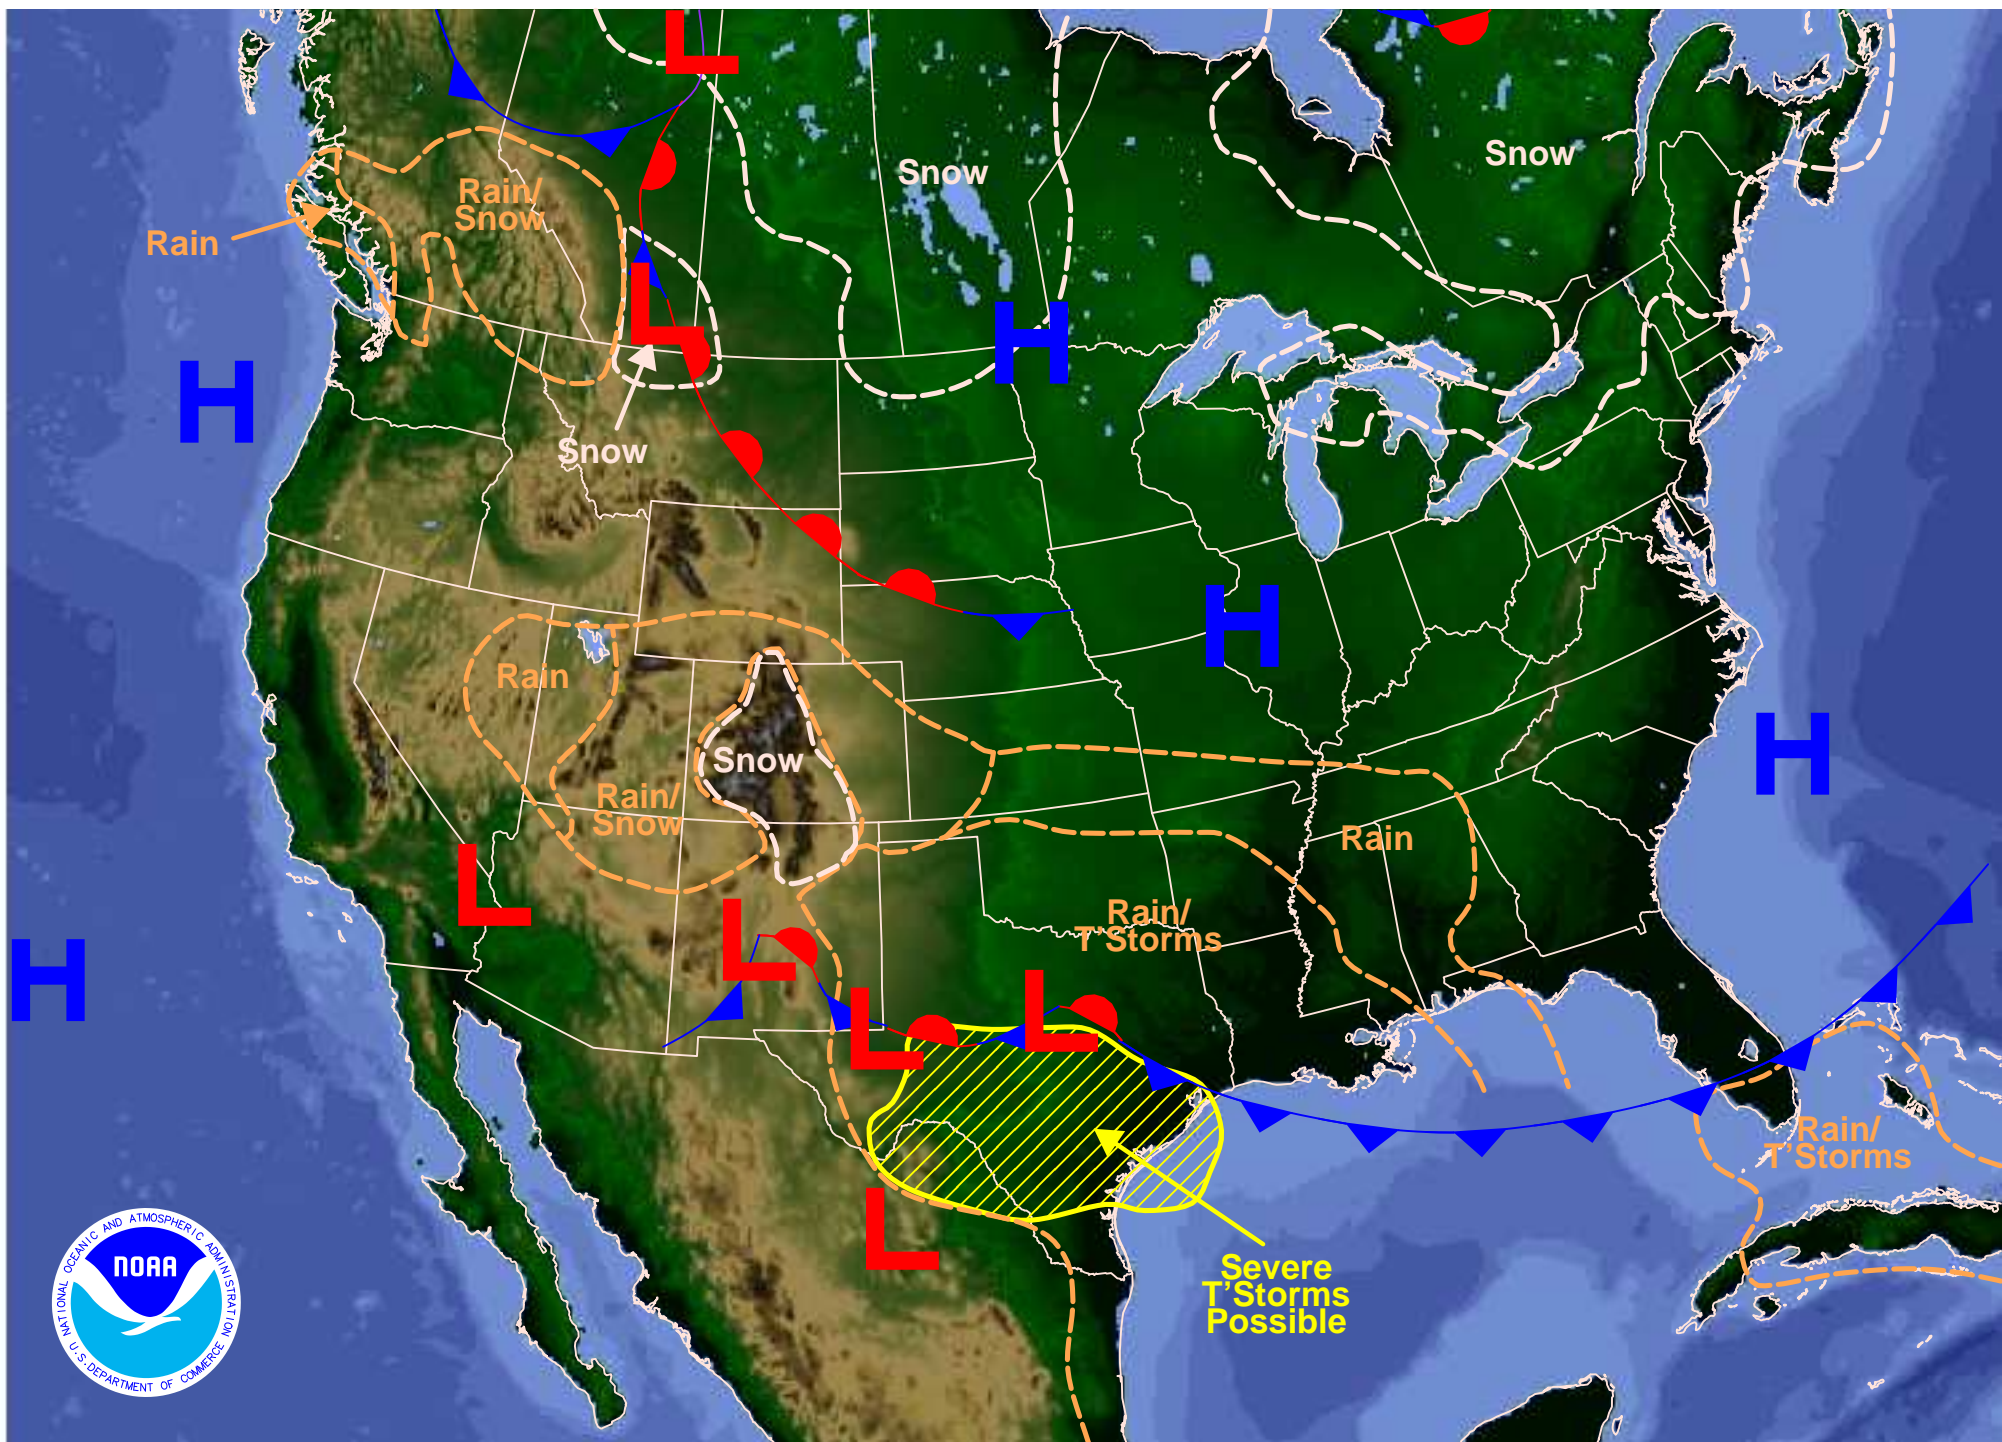 L
Snow
Snow
Rain/
Snow
Rain
L
H
H
Snow
H
Rain
Snow
H
Rain/
Snow
Rain
L
L
Rain/
T'Storms
H
L
L
Rain/
T'Storms
L
Severe
T'Storms
Possible
NATIONAL OCEANIC AND ATMOSPHERIC ADMINISTRATION
NOAA
U.S. DEPARTMENT OF COMMERCE